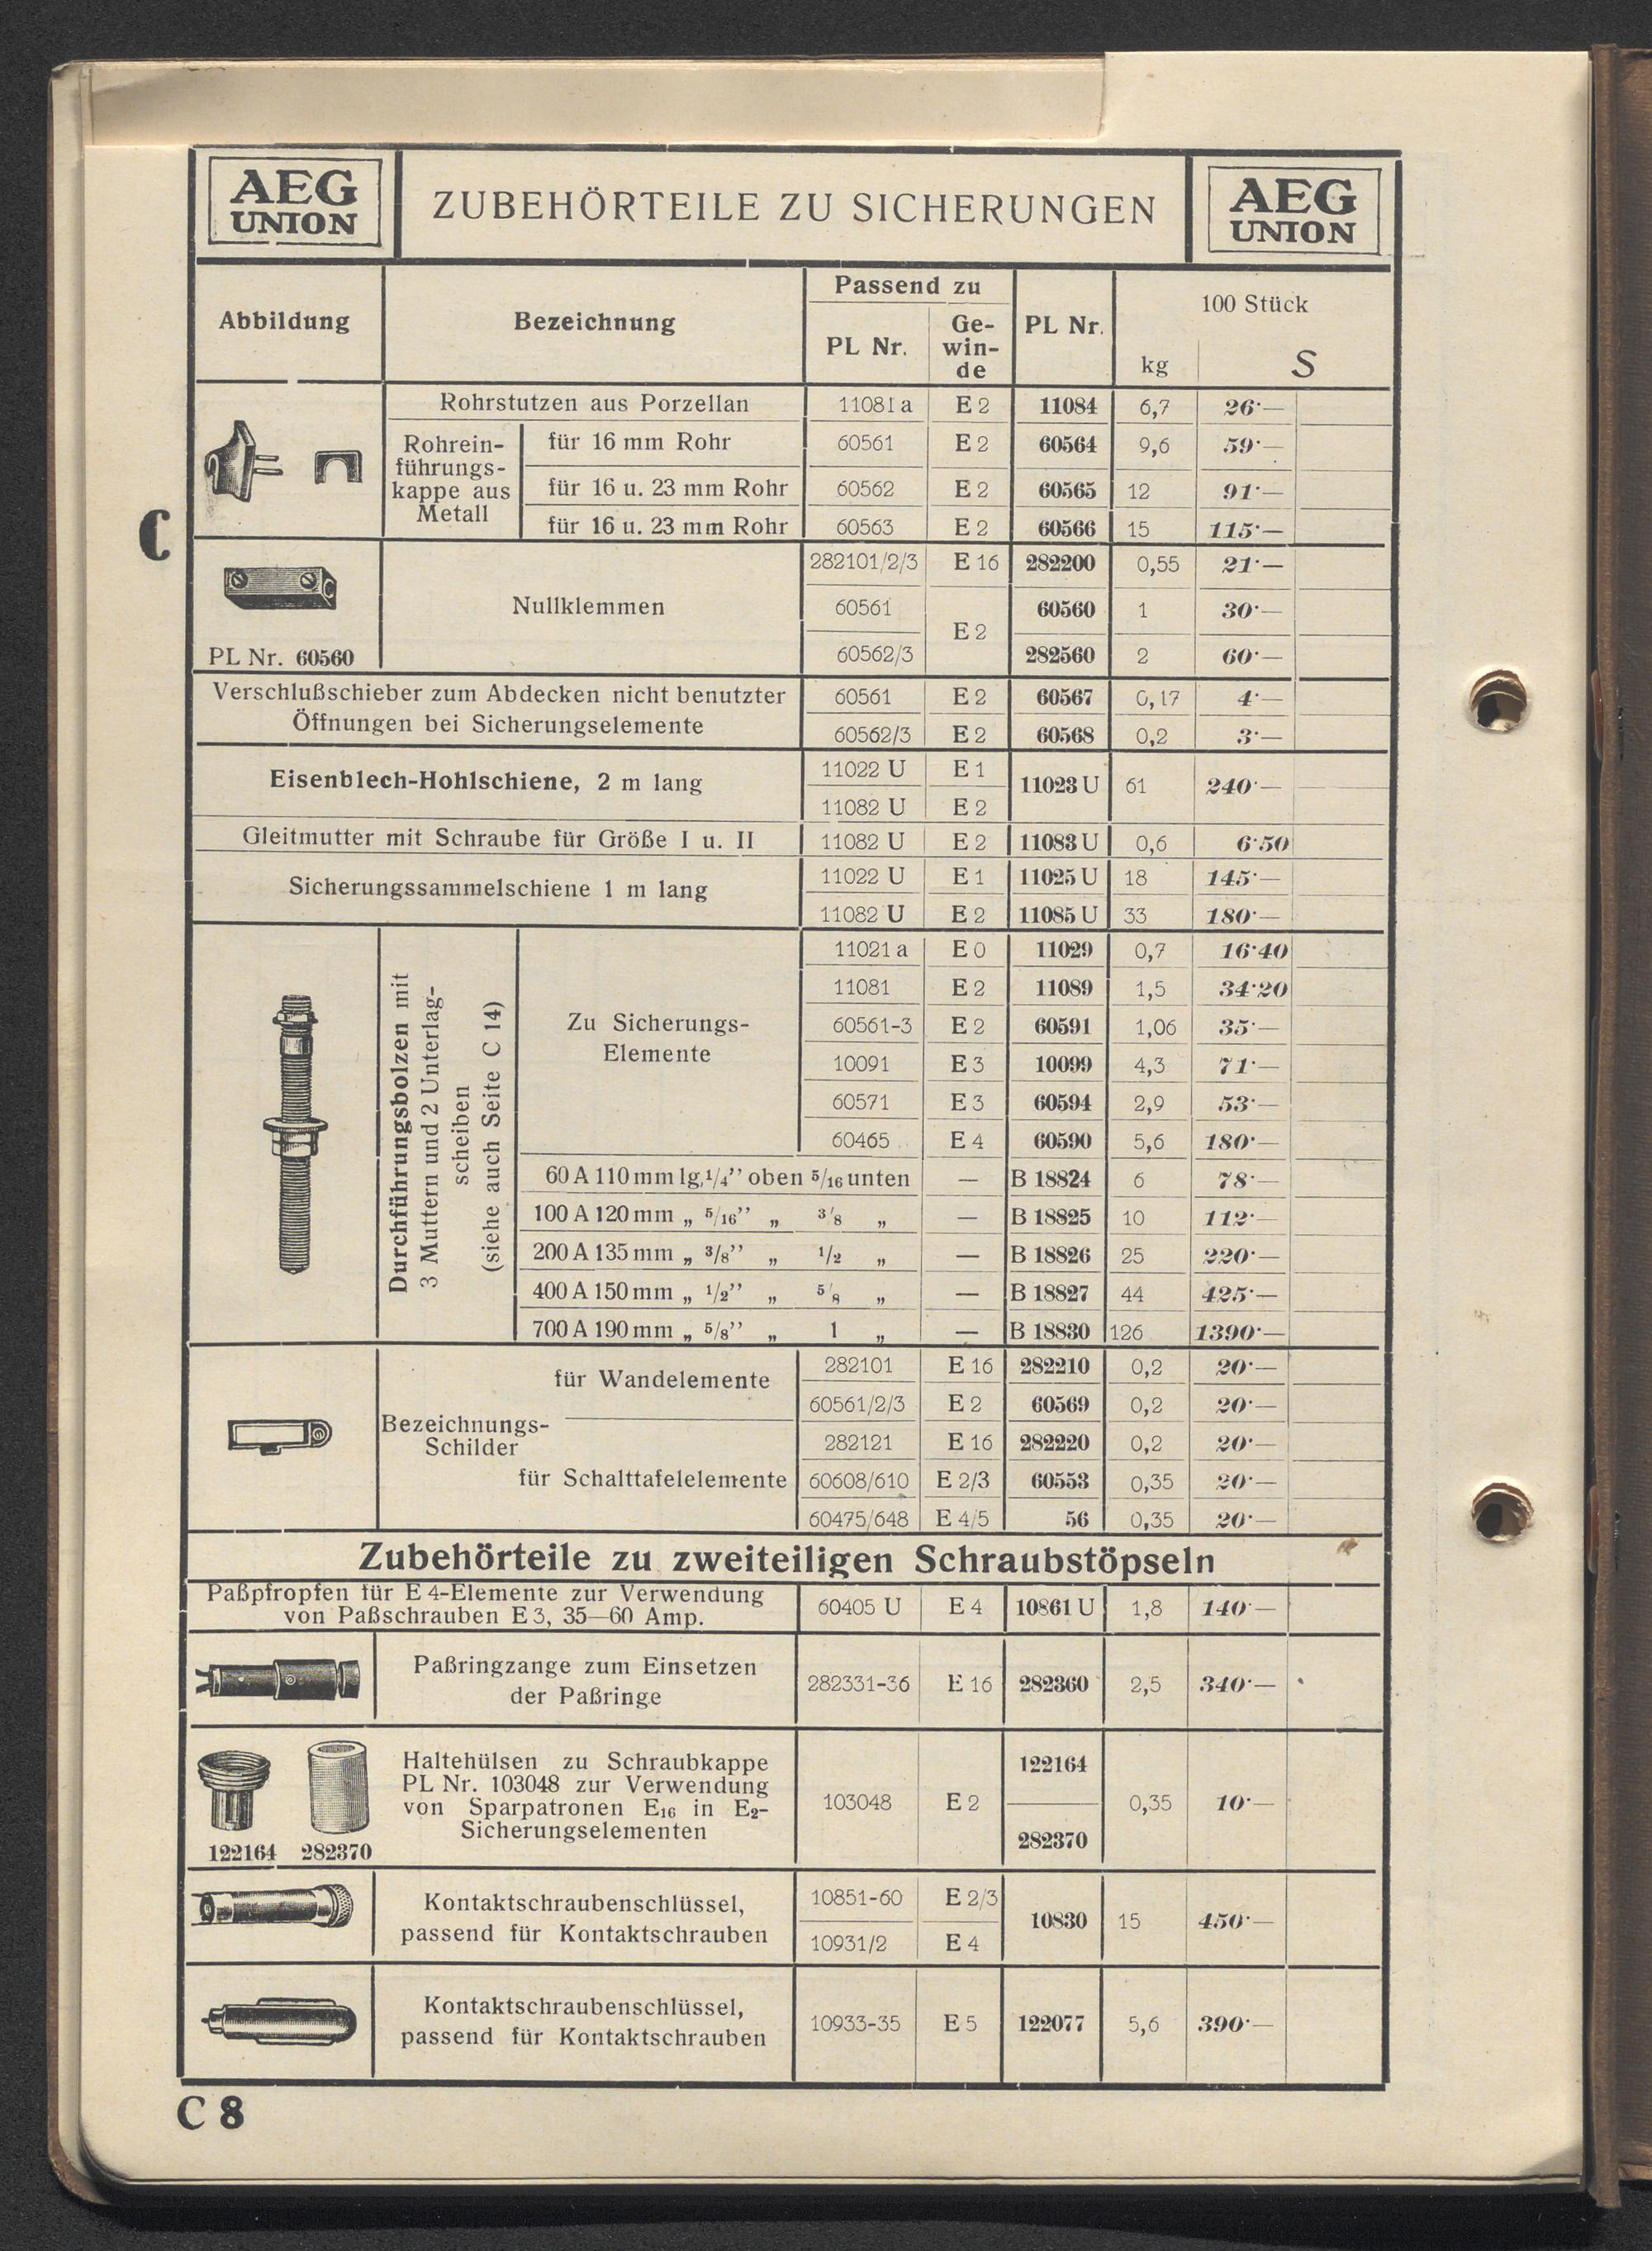 AEG
UNION
ZUBEHÖRTEILE ZU SICHERUNGEN
AEG
UNION
Abbildung
Bezeichnung
Passend zu
PL Nr.
Ge-
win-
de
PL Nr.
100 Stück
kg
S
Rohrstutzen aus Porzellan 11081 a E 2 11084 6,7 26·—
Rohrein-
führungs-
kappe aus
Metall
für 16 mm Rohr 60561 E 2 60564 9,6 59·—
für 16 u. 23 mm Rohr 60562 E 2 60565 12 91·—
für 16 u. 23 mm Rohr 60563 E 2 60566 15 115·—
C
PL Nr. 60560
Nullklemmen
282101/2/3 E 16 282200 0,55 21·—
60561 60560 1 30·—
E 2
60562/3 282560 2 60·—
Verschlußschieber zum Abdecken nicht benutzter
Öffnungen bei Sicherungselemente
60561 E 2 60567 0,17 4·—
60562/3 E 2 60568 0,2 3·—
Eisenblech-Hohlschiene, 2 m lang
11022 U E 1
11082 U E 2
11023 U 61 240·—
Gleitmutter mit Schraube für Größe I u. II 11082 U E 2 11083 U 0,6 6·50
Sicherungssammelschiene 1 m lang
11022 U E 1 11025 U 18 145·—
11082 U E 2 11085 U 33 180·—
Durchführungsbolzen mit
3 Muttern und 2 Unterlag-
scheiben
(siehe auch Seite C 14)
Zu Sicherungs-
Elemente
11021 a E 0 11029 0,7 16·40
11081 E 2 11089 1,5 34·20
60561-3 E 2 60591 1,06 35·—
10091 E 3 10099 4,3 71·—
60571 E 3 60594 2,9 53·—
60465 E 4 60590 5,6 180·—
60 A 110 mm lg. 1/4’’ oben 5/16 unten — B 18824 6 78·—
100 A 120 mm „ 5/16’’ „ 3/8 „ — B 18825 10 112·—
200 A 135 mm „ 3/8’’ „ 1/2 „ — B 18826 25 220·—
400 A 150 mm „ 1/2’’ „ 5/8 „ — B 18827 44 425·—
700 A 190 mm „ 5/8’’ „ 1 „ — B 18830 126 1390·—
Bezeichnungs-
Schilder
für Wandelemente
282101 E 16 282210 0,2 20·—
60561/2/3 E 2 60569 0,2 20·—
für Schalttafelelemente
282121 E 16 282220 0,2 20·—
60608/610 E 2/3 60553 0,35 20·—
60475/648 E 4/5 56 0,35 20·—
Zubehörteile zu zweiteiligen Schraubstöpseln
Paßpfropfen für E 4-Elemente zur Verwendung
von Paßschrauben E 3, 35—60 Amp.
60405 U E 4 10861 U 1,8 140·—
Paßringzange zum Einsetzen
der Paßringe
282331-36 E 16 282360 2,5 340·—
122164 282370
Haltehülsen zu Schraubkappe
PL Nr. 103048 zur Verwendung
von Sparpatronen E16 in E2-
Sicherungselementen
103048 E 2
122164
282370
0,35 10·—
Kontaktschraubenschlüssel,
passend für Kontaktschrauben
10851-60 E 2/3
10931/2 E 4
10830 15 450·—
Kontaktschraubenschlüssel,
passend für Kontaktschrauben
10933-35 E 5 122077 5,6 390·—
C 8